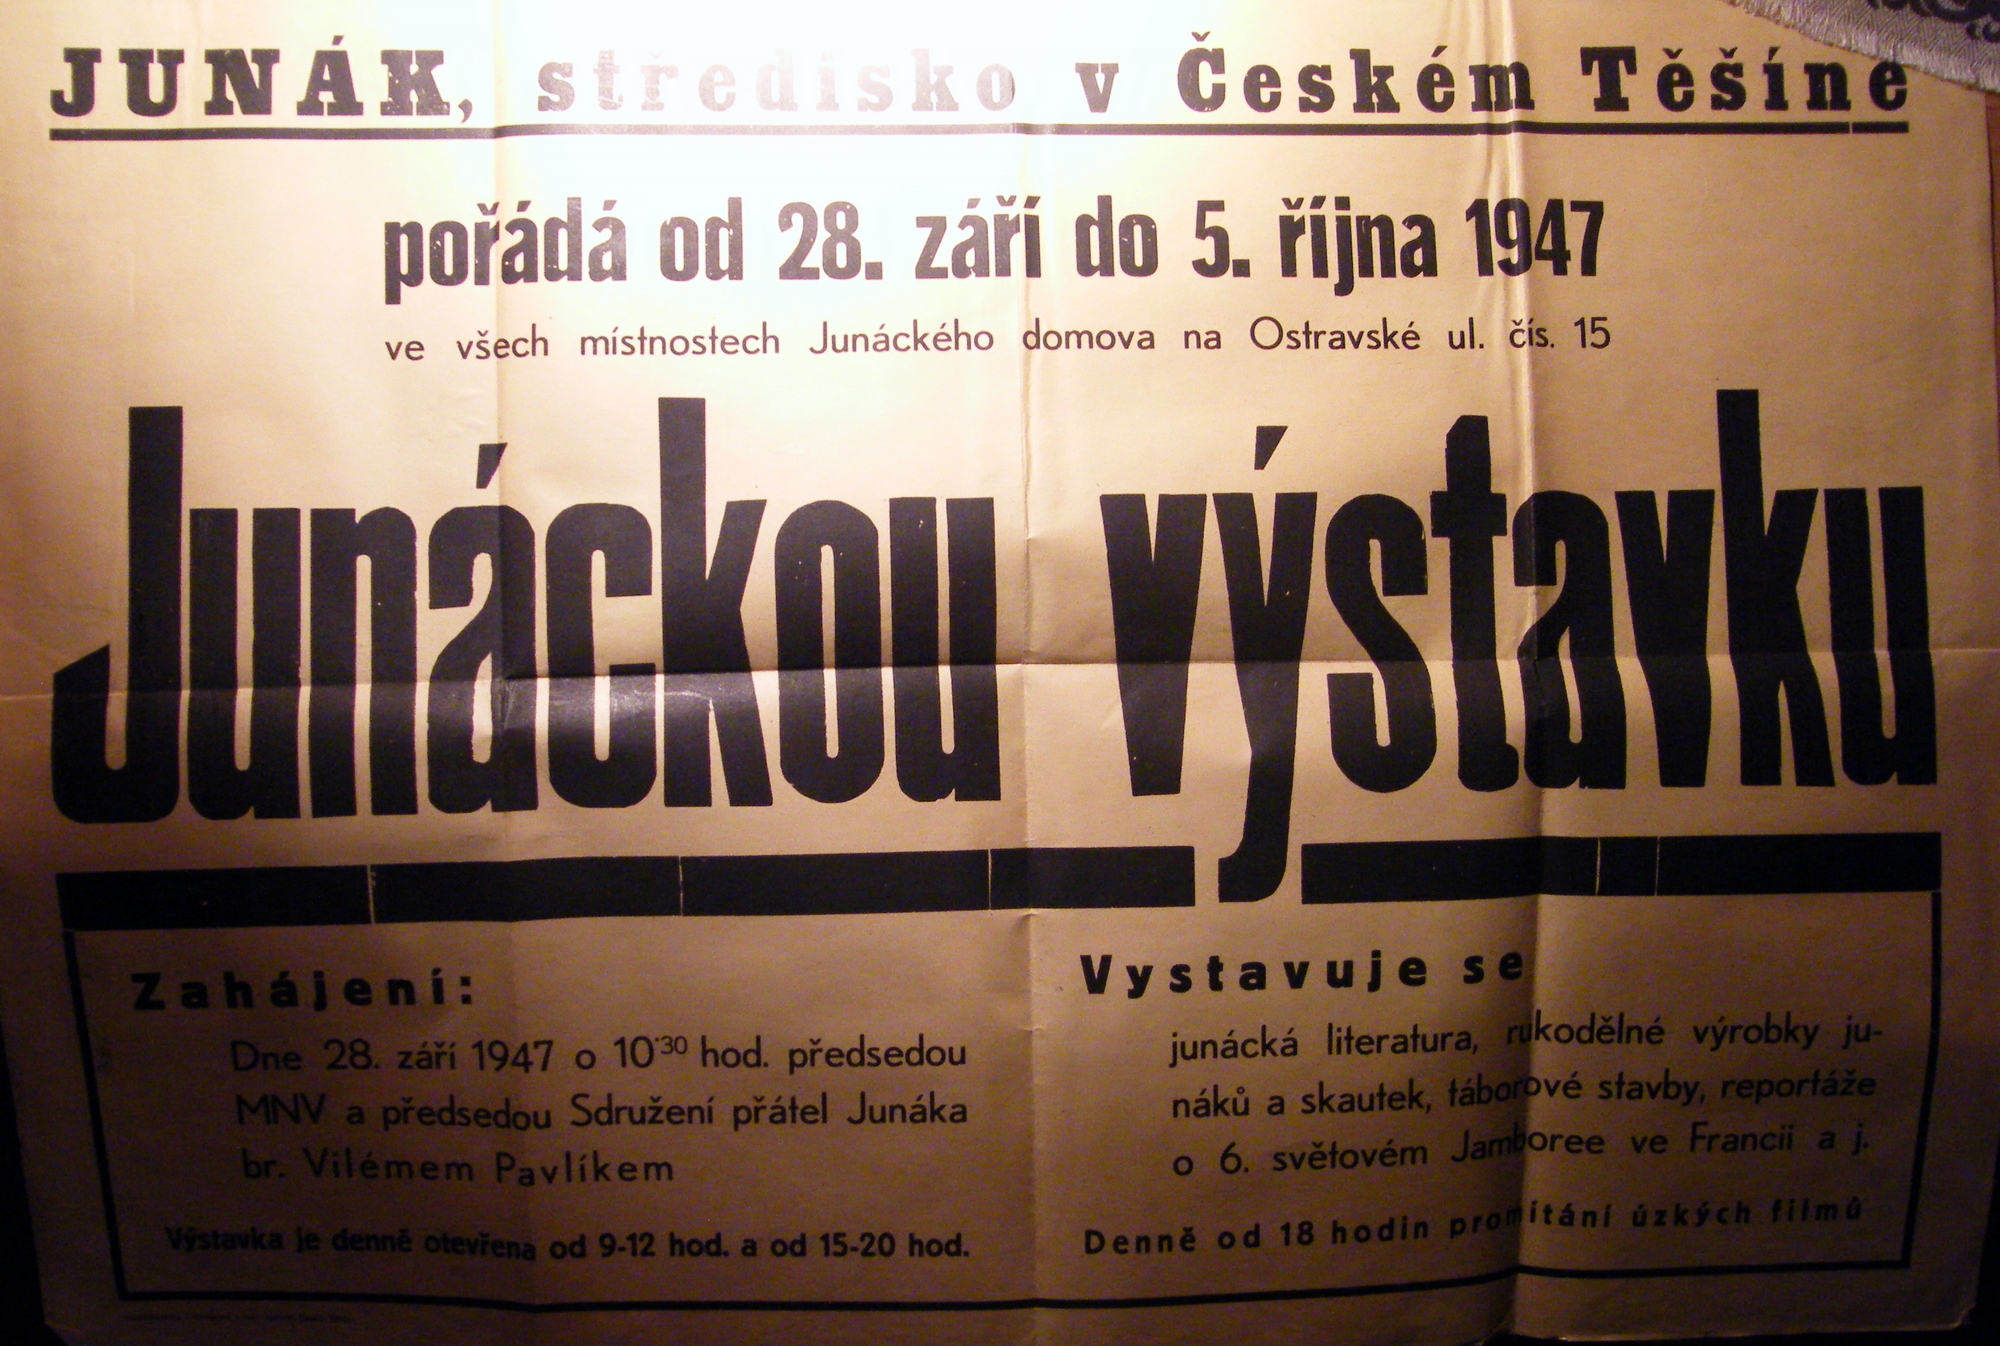 JUNÁK, středisko v Českém Těšíně
pořádá od 28. září do 5. října 1947
ve všech místnostech Junáckého domova na Ostravské ul. čís. 15
Junáckou výstavku
Zahájení:
Dne 28. září 1947 o 10·30 hod. předsedou
MNV a předsedou Sdružení přátel Junáka
br. Vilémem Pavlíkem
Výstavka je denně otevřena od 9-12 hod. a od 15-20 hod.
Vystavuje se
junácká literatura, rukodělné výrobky ju-
náků a skautek, táborové stavby, reportáže
o 6. světovém Jamboree ve Francii a j.
Denně od 18 hodin promítání úzkých filmů